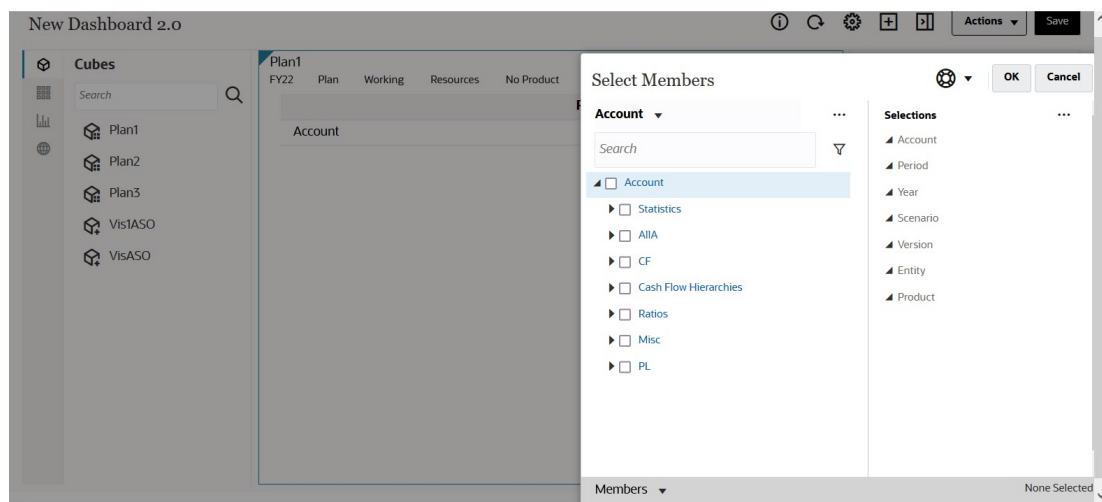 New Dashboard 2.0
Actions
Save
Cubes
Search
Plan1
Plan2
Plan3
Vis1ASO
VisASO
Plan1
FY22 Plan Working Resources No Product
Account
Select Members
OK
Cancel
Account
Search
Account
Statistics
AllA
CF
Cash Flow Hierarchies
Ratios
Misc
PL
Selections
Account
Period
Year
Scenario
Version
Entity
Product
Members
None Selected